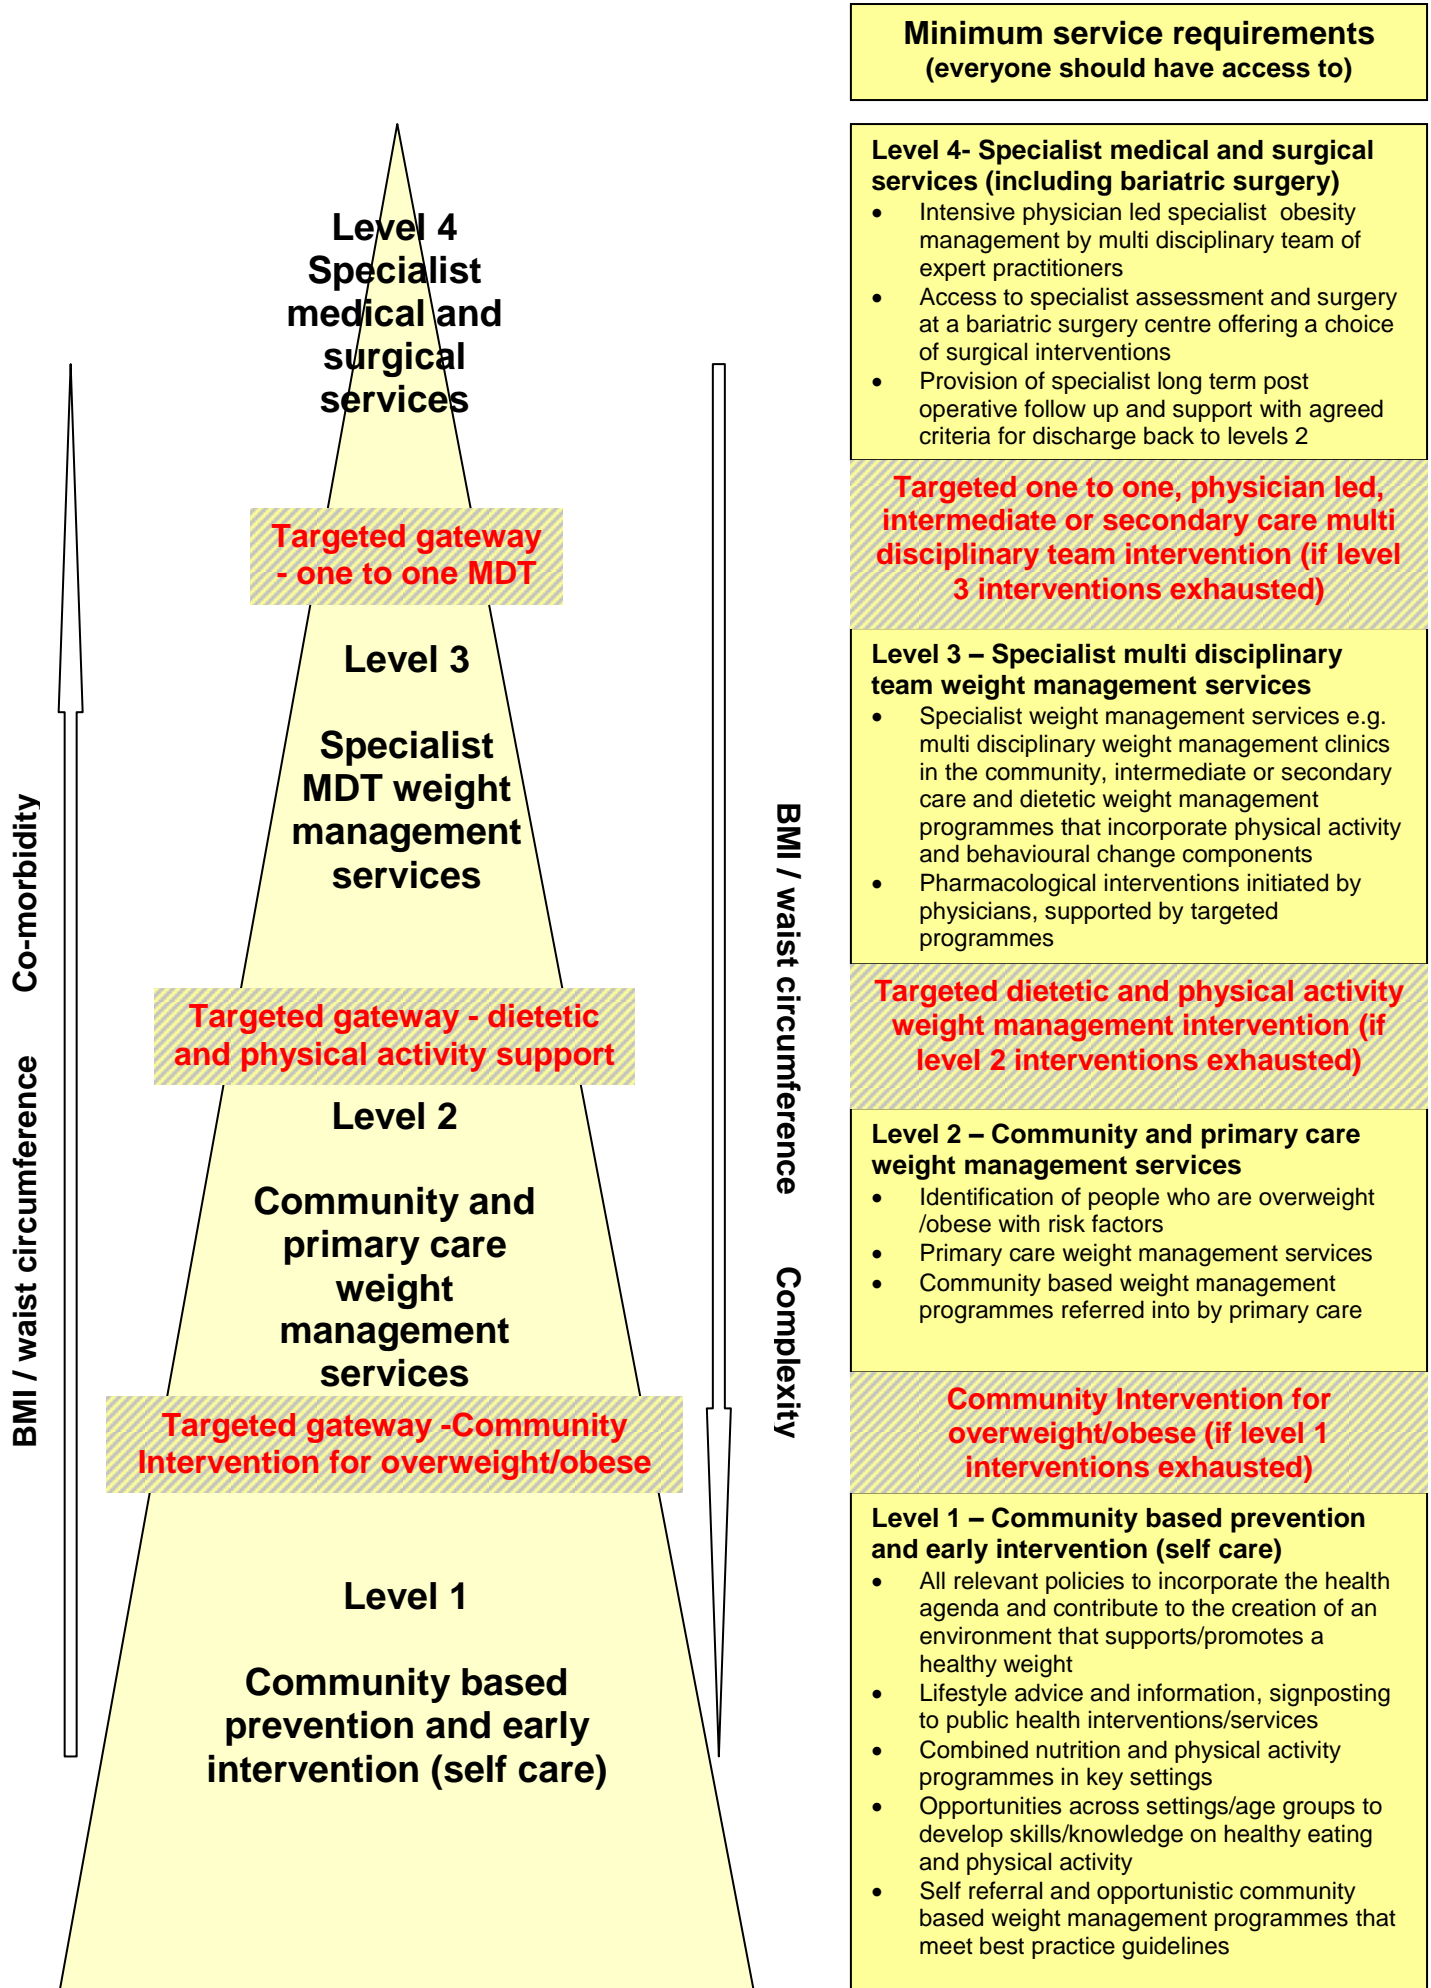 Minimum service requirements
(everyone should have access to)
Level 4
Specialist
medical and
surgical
services
Targeted gateway
- one to one MDT
Level 3
Specialist
MDT weight
management
services
Targeted gateway - dietetic
and physical activity support
Level 2
Community and
primary care
weight
management
services
Targeted gateway -Community
Intervention for overweight/obese
Level 1
Community based
prevention and early
intervention (self care)
BMI / waist circumference Co-morbidity
BMI / waist circumference Complexity
Level 4- Specialist medical and surgical
services (including bariatric surgery)
• Intensive physician led specialist obesity
management by multi disciplinary team of
expert practitioners
• Access to specialist assessment and surgery
at a bariatric surgery centre offering a choice
of surgical interventions
• Provision of specialist long term post
operative follow up and support with agreed
criteria for discharge back to levels 2
Targeted one to one, physician led,
intermediate or secondary care multi
disciplinary team intervention (if level
3 interventions exhausted)
Level 3 – Specialist multi disciplinary
team weight management services
• Specialist weight management services e.g.
multi disciplinary weight management clinics
in the community, intermediate or secondary
care and dietetic weight management
programmes that incorporate physical activity
and behavioural change components
• Pharmacological interventions initiated by
physicians, supported by targeted
programmes
Targeted dietetic and physical activity
weight management intervention (if
level 2 interventions exhausted)
Level 2 – Community and primary care
weight management services
• Identification of people who are overweight
/obese with risk factors
• Primary care weight management services
• Community based weight management
programmes referred into by primary care
Community Intervention for
overweight/obese (if level 1
interventions exhausted)
Level 1 – Community based prevention
and early intervention (self care)
• All relevant policies to incorporate the health
agenda and contribute to the creation of an
environment that supports/promotes a
healthy weight
• Lifestyle advice and information, signposting
to public health interventions/services
• Combined nutrition and physical activity
programmes in key settings
• Opportunities across settings/age groups to
develop skills/knowledge on healthy eating
and physical activity
• Self referral and opportunistic community
based weight management programmes that
meet best practice guidelines